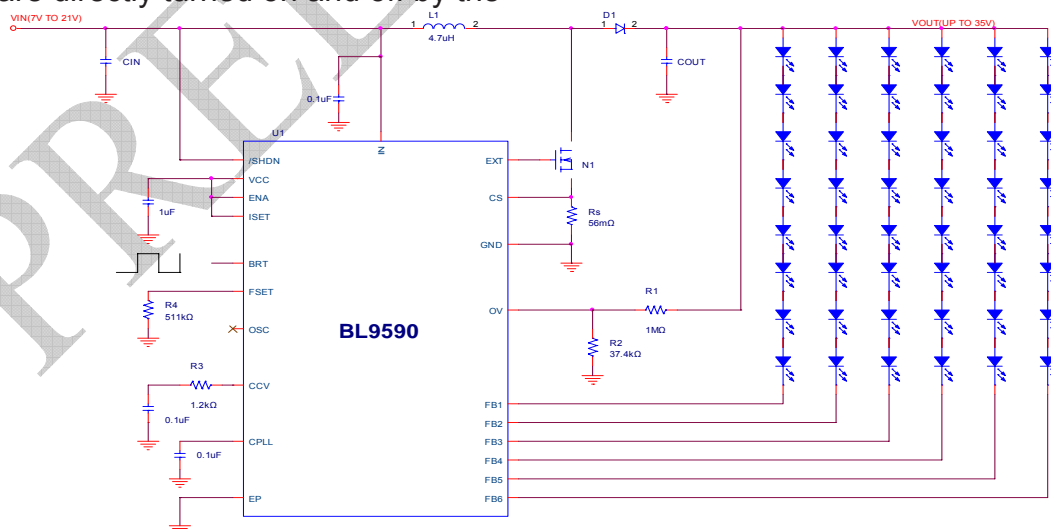 are directly turned on and off by the
VIN(7V TO 21V)
L1
1 2
4.7uH
D1
1 2
VOUT(UP TO 35V)
CIN
0.1uF
COUT
U1
IN
/SHDN
VCC
ENA
ISET
BRT
FSET
OSC
CCV
CPLL
EP
EXT
CS
GND
OV
FB1
FB2
FB3
FB4
FB5
FB6
BL9590
1uF
R4
511kΩ
R3
1.2kΩ
0.1uF
0.1uF
N1
Rs
56mΩ
R1
1MΩ
R2
37.4kΩ
PREL